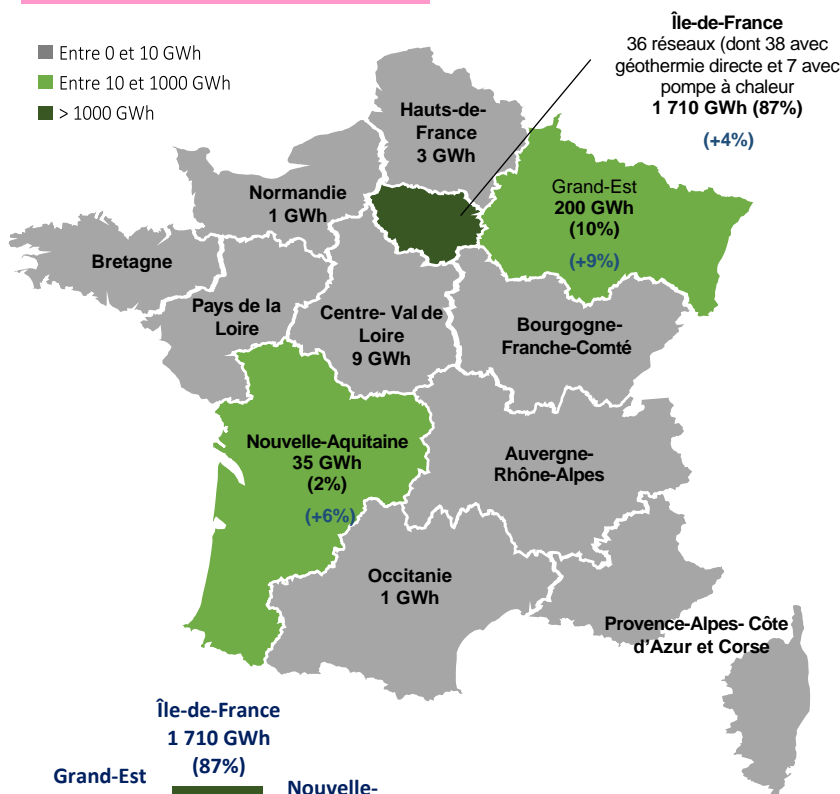 Entre 0 et 10 GWh
Entre 10 et 1000 GWh
> 1000 GWh
Île-de-France
36 réseaux (dont 38 avec
géothermie directe et 7 avec
pompe à chaleur
1 710 GWh (87%)
(+4%)
Hauts-de-
France
3 GWh
Normandie
1 GWh
Grand-Est
200 GWh
(10%)
(+9%)
Bretagne
Pays de la
Loire
Centre- Val de
Loire
9 GWh
Bourgogne-
Franche-Comté
Nouvelle-Aquitaine
35 GWh
(2%)
(+6%)
Auvergne-
Rhône-Alpes
Occitanie
1 GWh
Provence-Alpes- Côte
d'Azur et Corse
Île-de-France
1 710 GWh
(87%)
Grand-Est
Nouvelle-